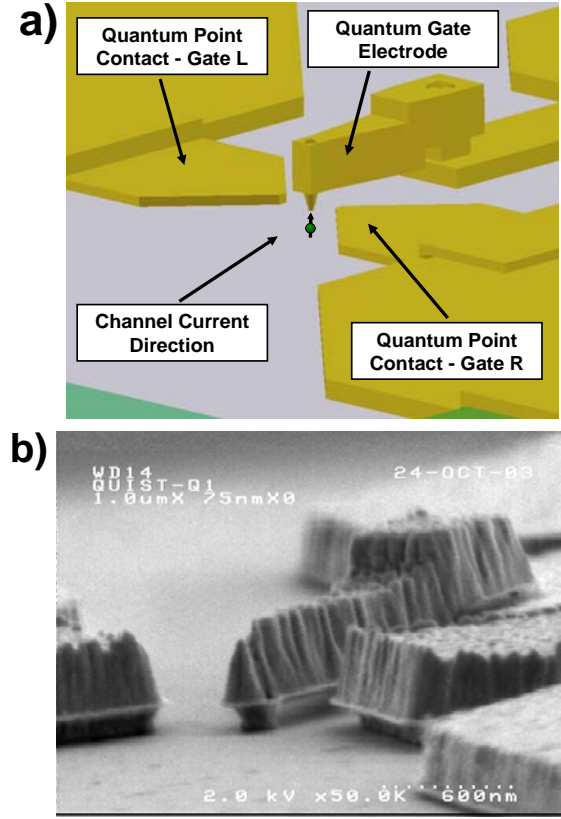 a)
Quantum Point
Contact - Gate L
Quantum Gate
Electrode
Channel Current
Direction
Quantum Point
Contact - Gate R
b)
WD14
QUIST-Q1
1.0umX 75nmX0
24-OCT-03
2.0 kV x50.0K 600nm